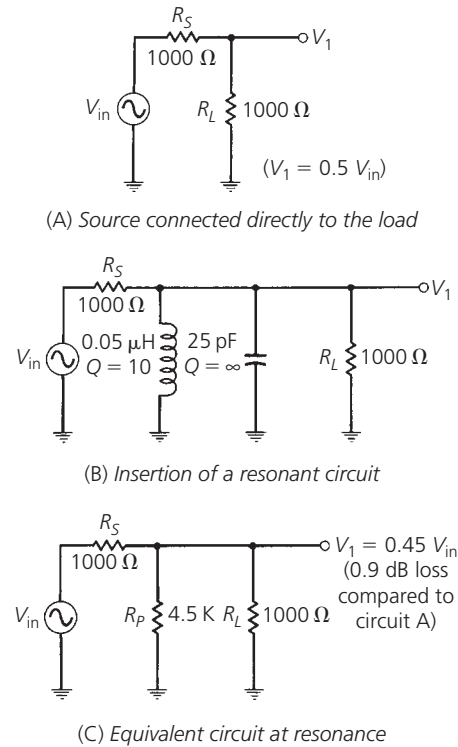 R_S
1000 Ω
V_1
V_in
R_L 1000 Ω
(V_1 = 0.5 V_in)
(A) Source connected directly to the load
R_S
1000 Ω
V_1
0.05 μH 25 pF
V_in Q = 10 Q = ∞ R_L 1000 Ω
(B) Insertion of a resonant circuit
R_S
1000 Ω
V_1 = 0.45 V_in
(0.9 dB loss
compared to
circuit A)
V_in R_P 4.5 K R_L 1000 Ω
(C) Equivalent circuit at resonance